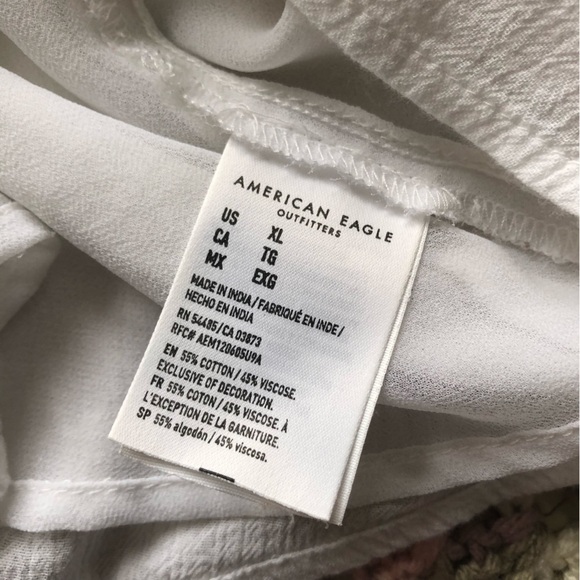 AMERICAN EAGLE
OUTFITTERS
US XL
CA TG
MX EXG
MADE IN INDIA / FABRIQUÉ EN INDE /
HECHO EN INDIA
RN 54485 / CA 03873
RFC# AEM120605U9A
EN 55% COTTON / 45% VISCOSE.
EXCLUSIVE OF DECORATION.
FR 55% COTON / 45% VISCOSE. À
L'EXCEPTION DE LA GARNITURE.
SP 55% algodón / 45% viscosa.